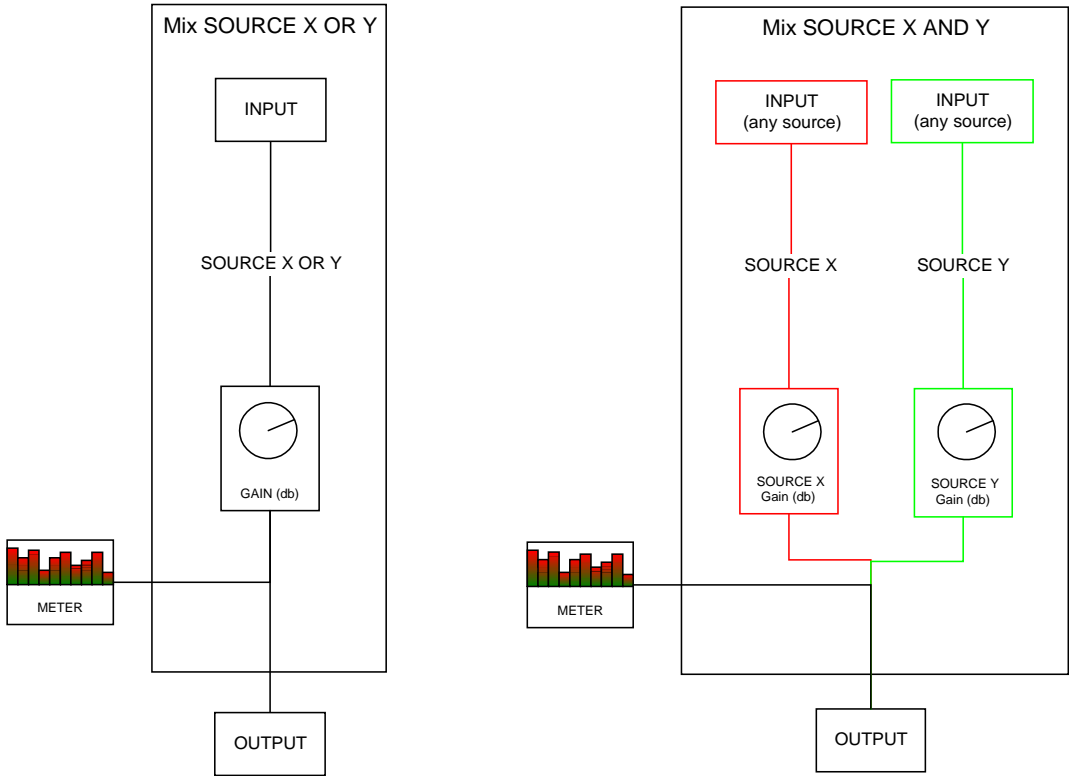 Mix SOURCE X OR Y
INPUT
SOURCE X OR Y
GAIN (db)
METER
OUTPUT
Mix SOURCE X AND Y
INPUT
(any source)
INPUT
(any source)
SOURCE X
SOURCE Y
SOURCE X
Gain (db)
SOURCE Y
Gain (db)
METER
OUTPUT